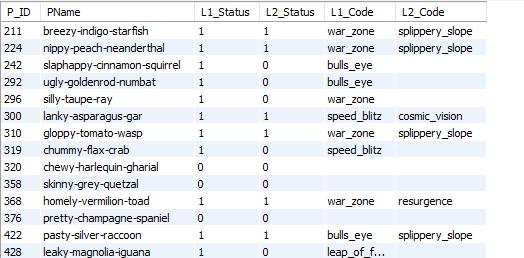 P_ID PName L1_Status L2_Status L1_Code L2_Code
211 breezy-indigo-starfish 1 1 war_zone splippery_slope
224 nippy-peach-neanderthal 1 1 war_zone splippery_slope
242 slaphappy-cinnamon-squirrel 1 0 bulls_eye
292 ugly-goldenrod-numbat 1 0 bulls_eye
296 silly-taupe-ray 1 0 war_zone
300 lanky-asparagus-gar 1 1 speed_blitz cosmic_vision
310 gloppy-tomato-wasp 1 1 war_zone splippery_slope
319 chummy-flax-crab 1 0 speed_blitz
320 chewy-harlequin-gharial 0 0
358 skinny-grey-quetzal 0 0
368 homely-vermilion-toad 1 1 war_zone resurgence
376 pretty-champagne-spaniel 0 0
422 pasty-silver-raccoon 1 1 bulls_eye splippery_slope
428 leaky-magnolia-iguana 1 0 leap_of_f...